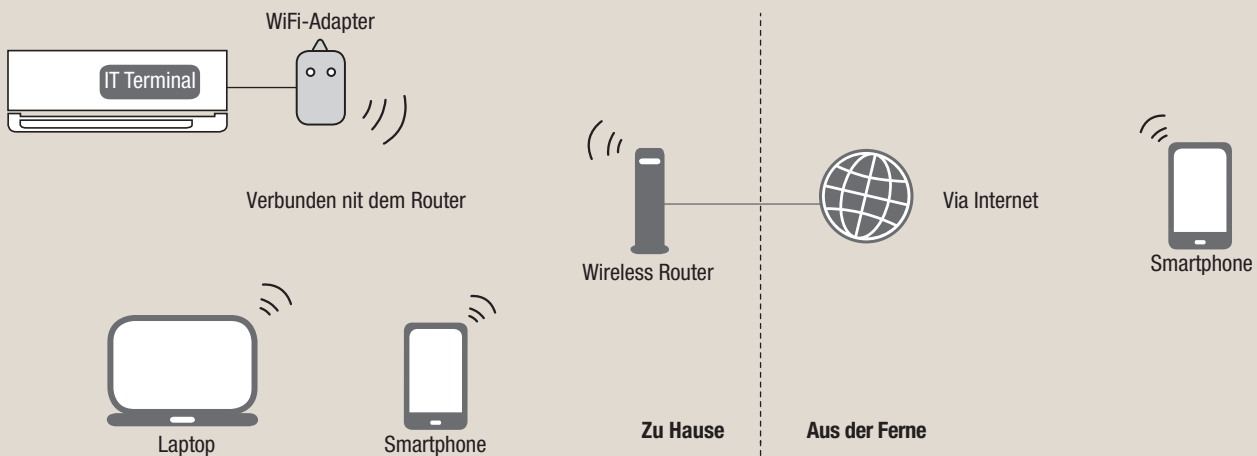 WiFi-Adapter
IT Terminal
Verbunden nit dem Router
Via Internet
Wireless Router
Smartphone
Zu Hause
Aus der Ferne
Laptop
Smartphone